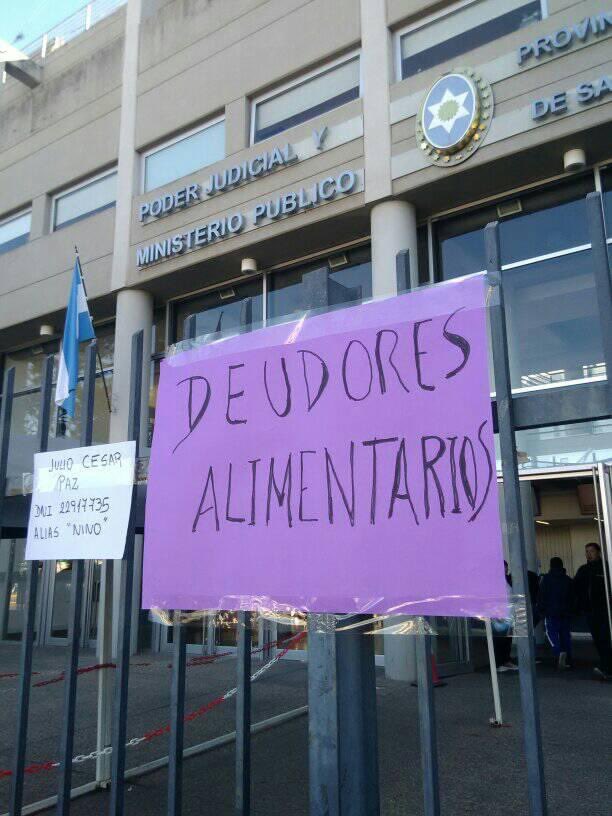 PROVIN
DE SA
PODER JUDICIAL Y
MINISTERIO PUBLICO
DEUDORES
ALIMENTARIOS
JULIO CESAR
PAZ
DNI 22917735
ALIAS "NINO"